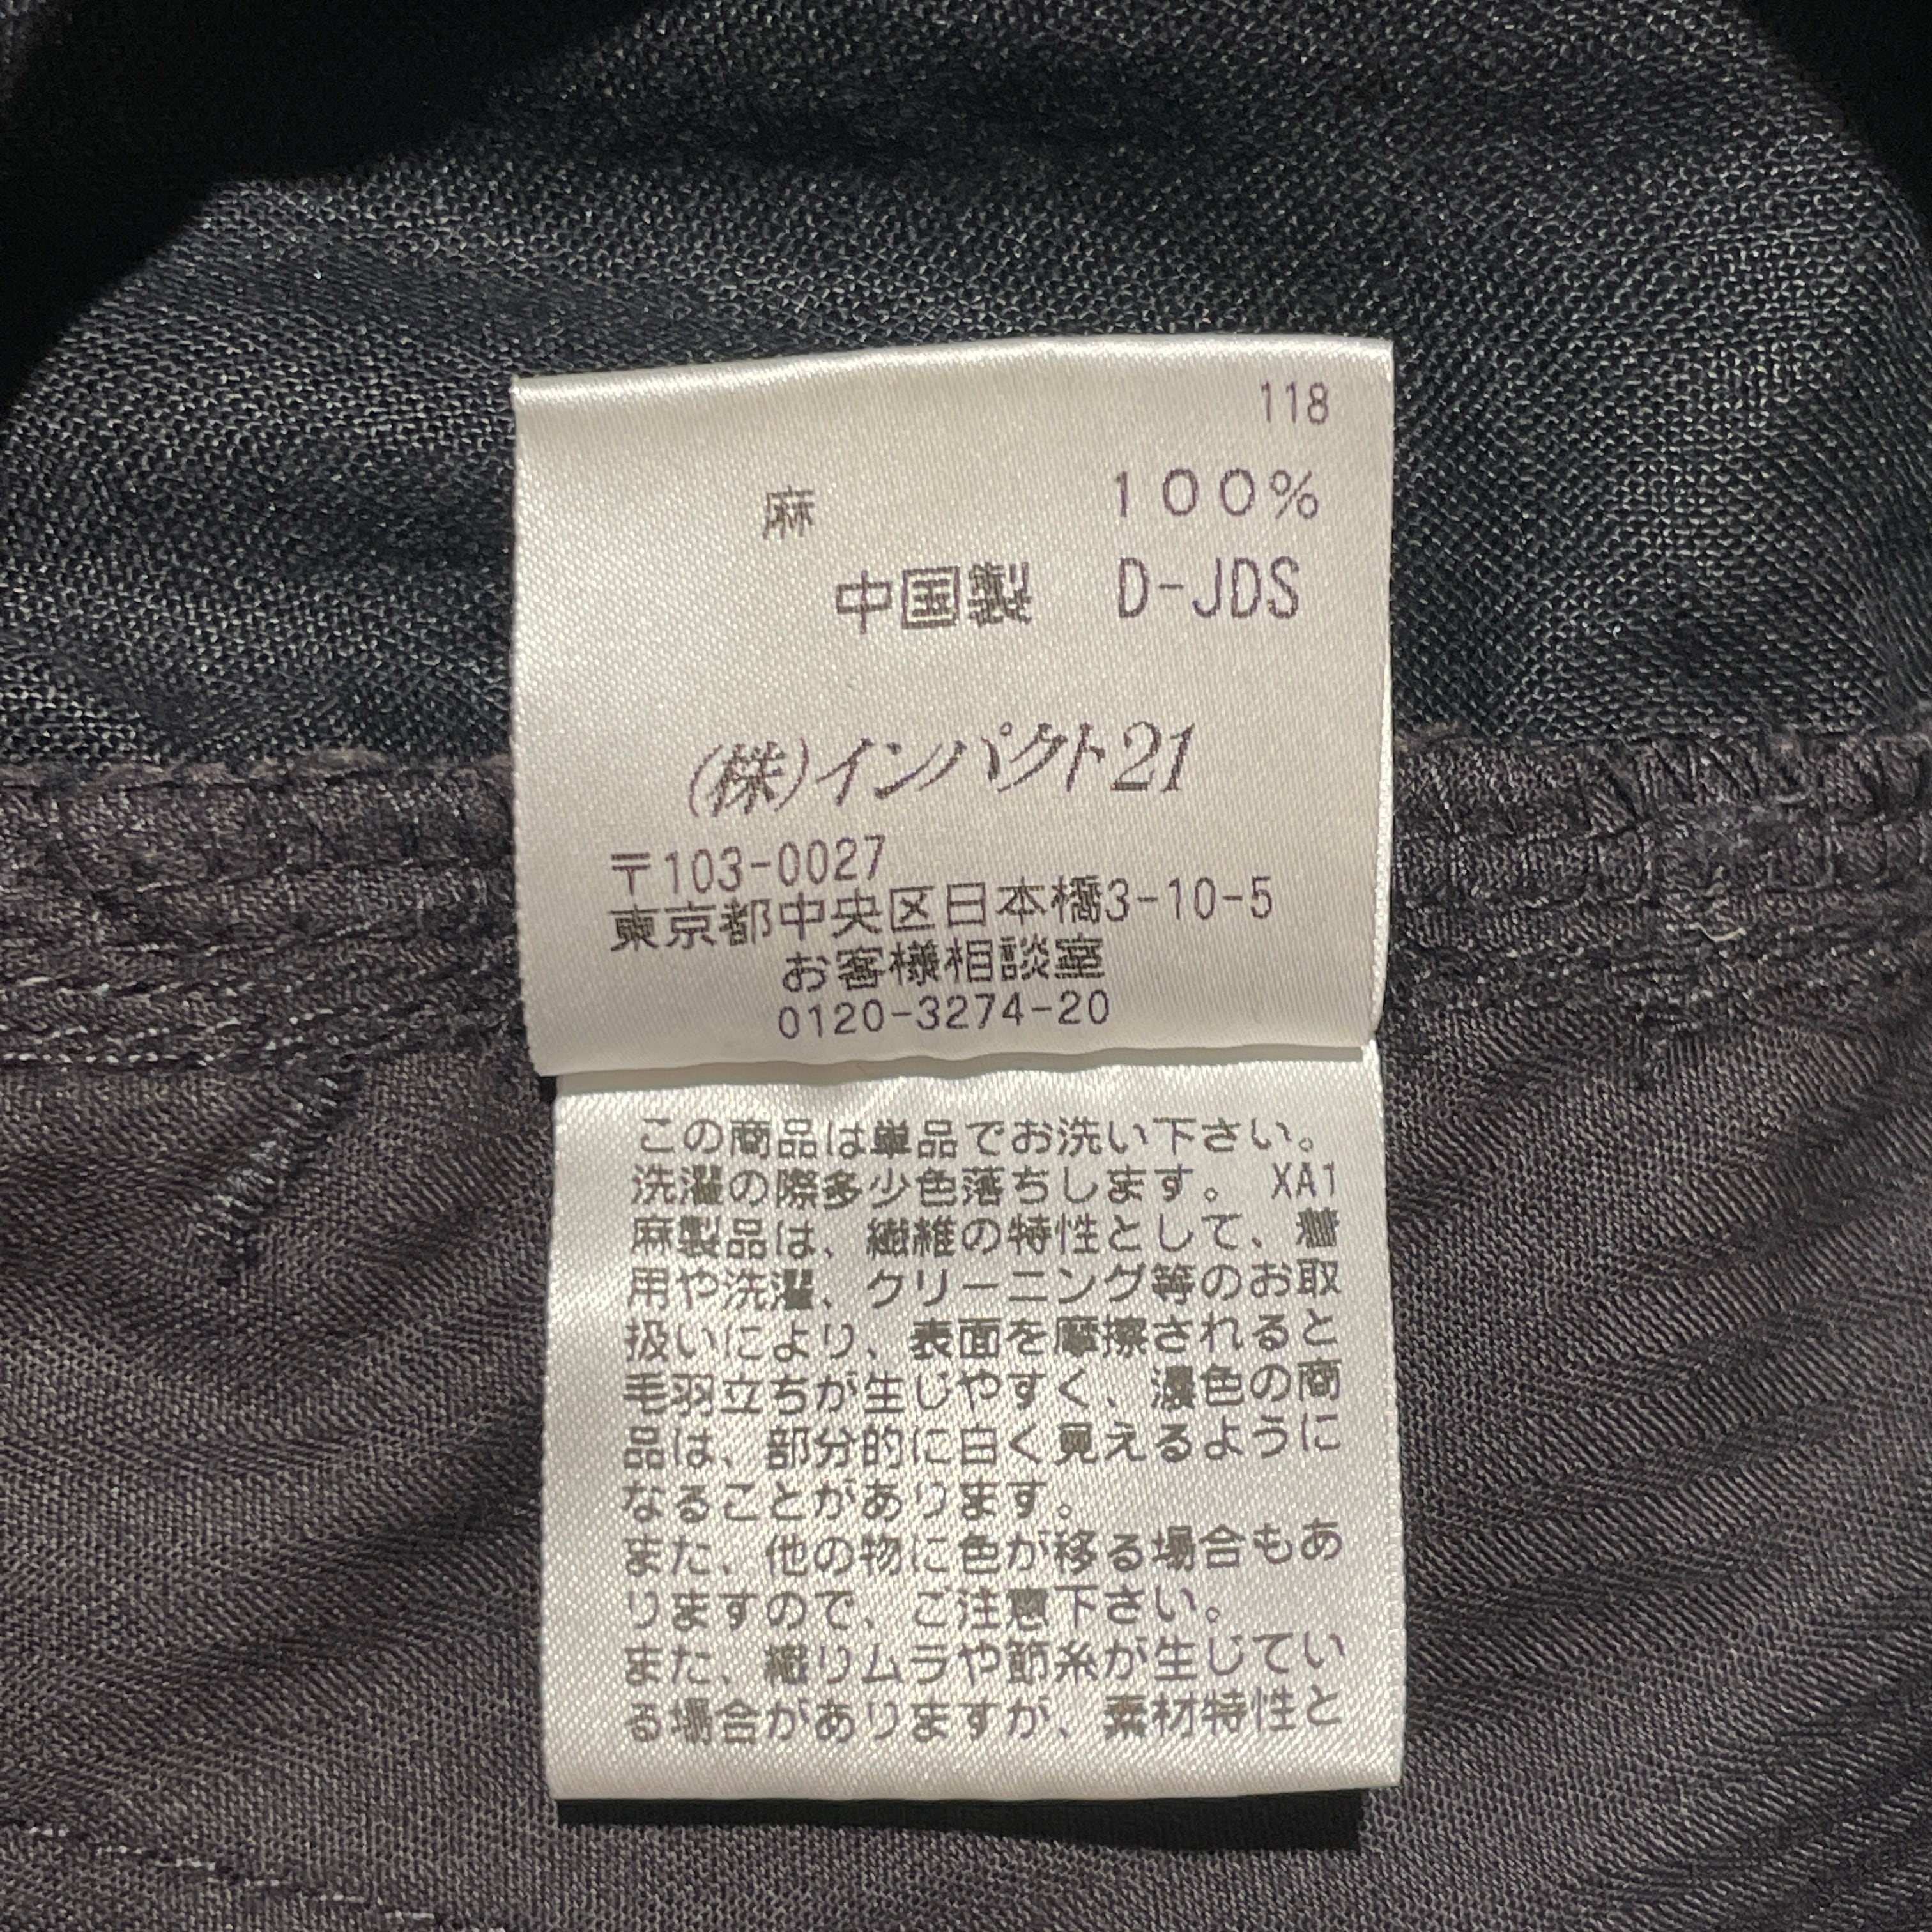 118
麻 100%
中国製 D-JDS
(株)インパクト21
〒103-0027
東京都中央区日本橋3-10-5
お客様相談室
0120-3274-20
この商品は単品でお洗い下さい。
洗濯の際多少色落ちします。 XA1
麻製品は、繊維の特性として、着
用や洗濯、クリーニング等のお取
扱いにより、表面を摩擦されると
毛羽立ちが生じやすく、濃色の商
品は、部分的に白く見えるように
なることがあります。
また、他の物に色が移る場合もあ
りますので、ご注意下さい。
また、織りムラや節糸が生じてい
る場合がありますが、素材特性と